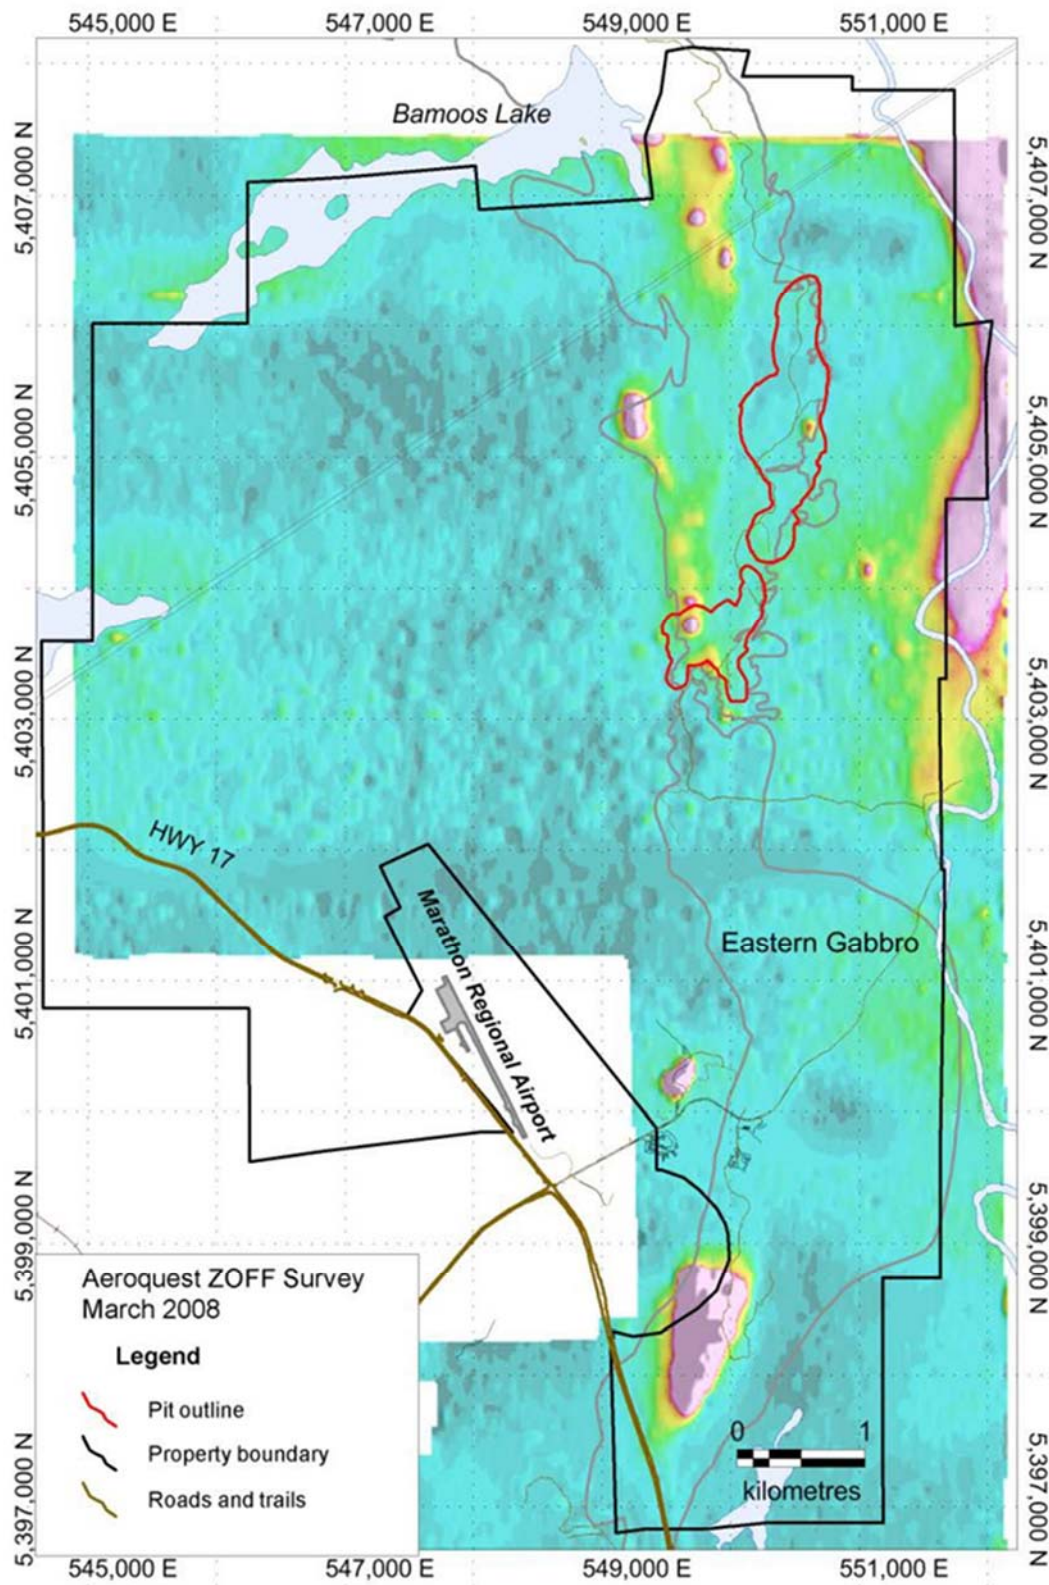 545,000 E
547,000 E
549,000 E
551,000 E
Bamoos Lake
5,407,000 N
5,407,000 N
5,405,000 N
5,405,000 N
5,403,000 N
5,403,000 N
HWY 17
Marathon Regional Airport
Eastern Gabbro
5,401,000 N
5,401,000 N
5,399,000 N
5,399,000 N
Aeroquest ZOFF Survey
March 2008
Legend
Pit outline
Property boundary
Roads and trails
0 1
kilometres
5,397,000 N
5,397,000 N
545,000 E
547,000 E
549,000 E
551,000 E